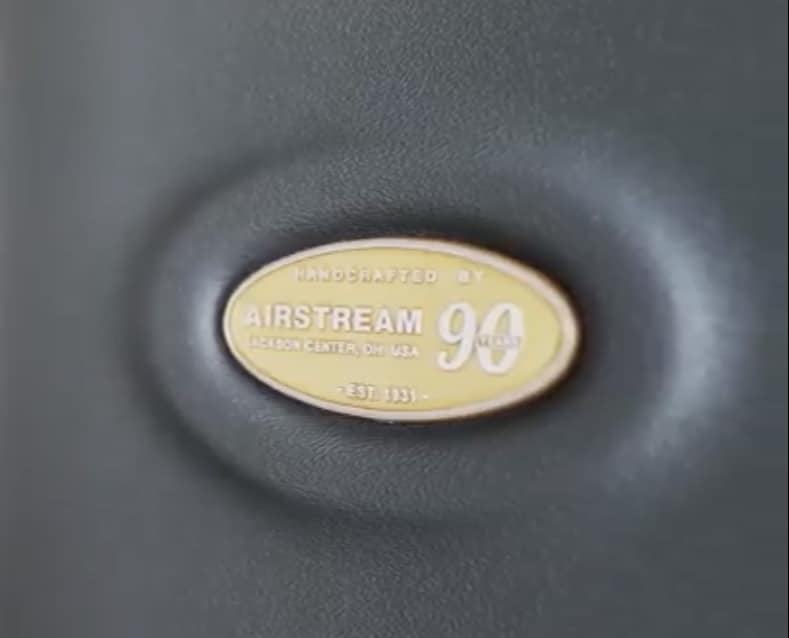 HANDCRAFTED BY
AIRSTREAM
JACKSON CENTER, OH USA
90
YEARS
-EST. 1931-